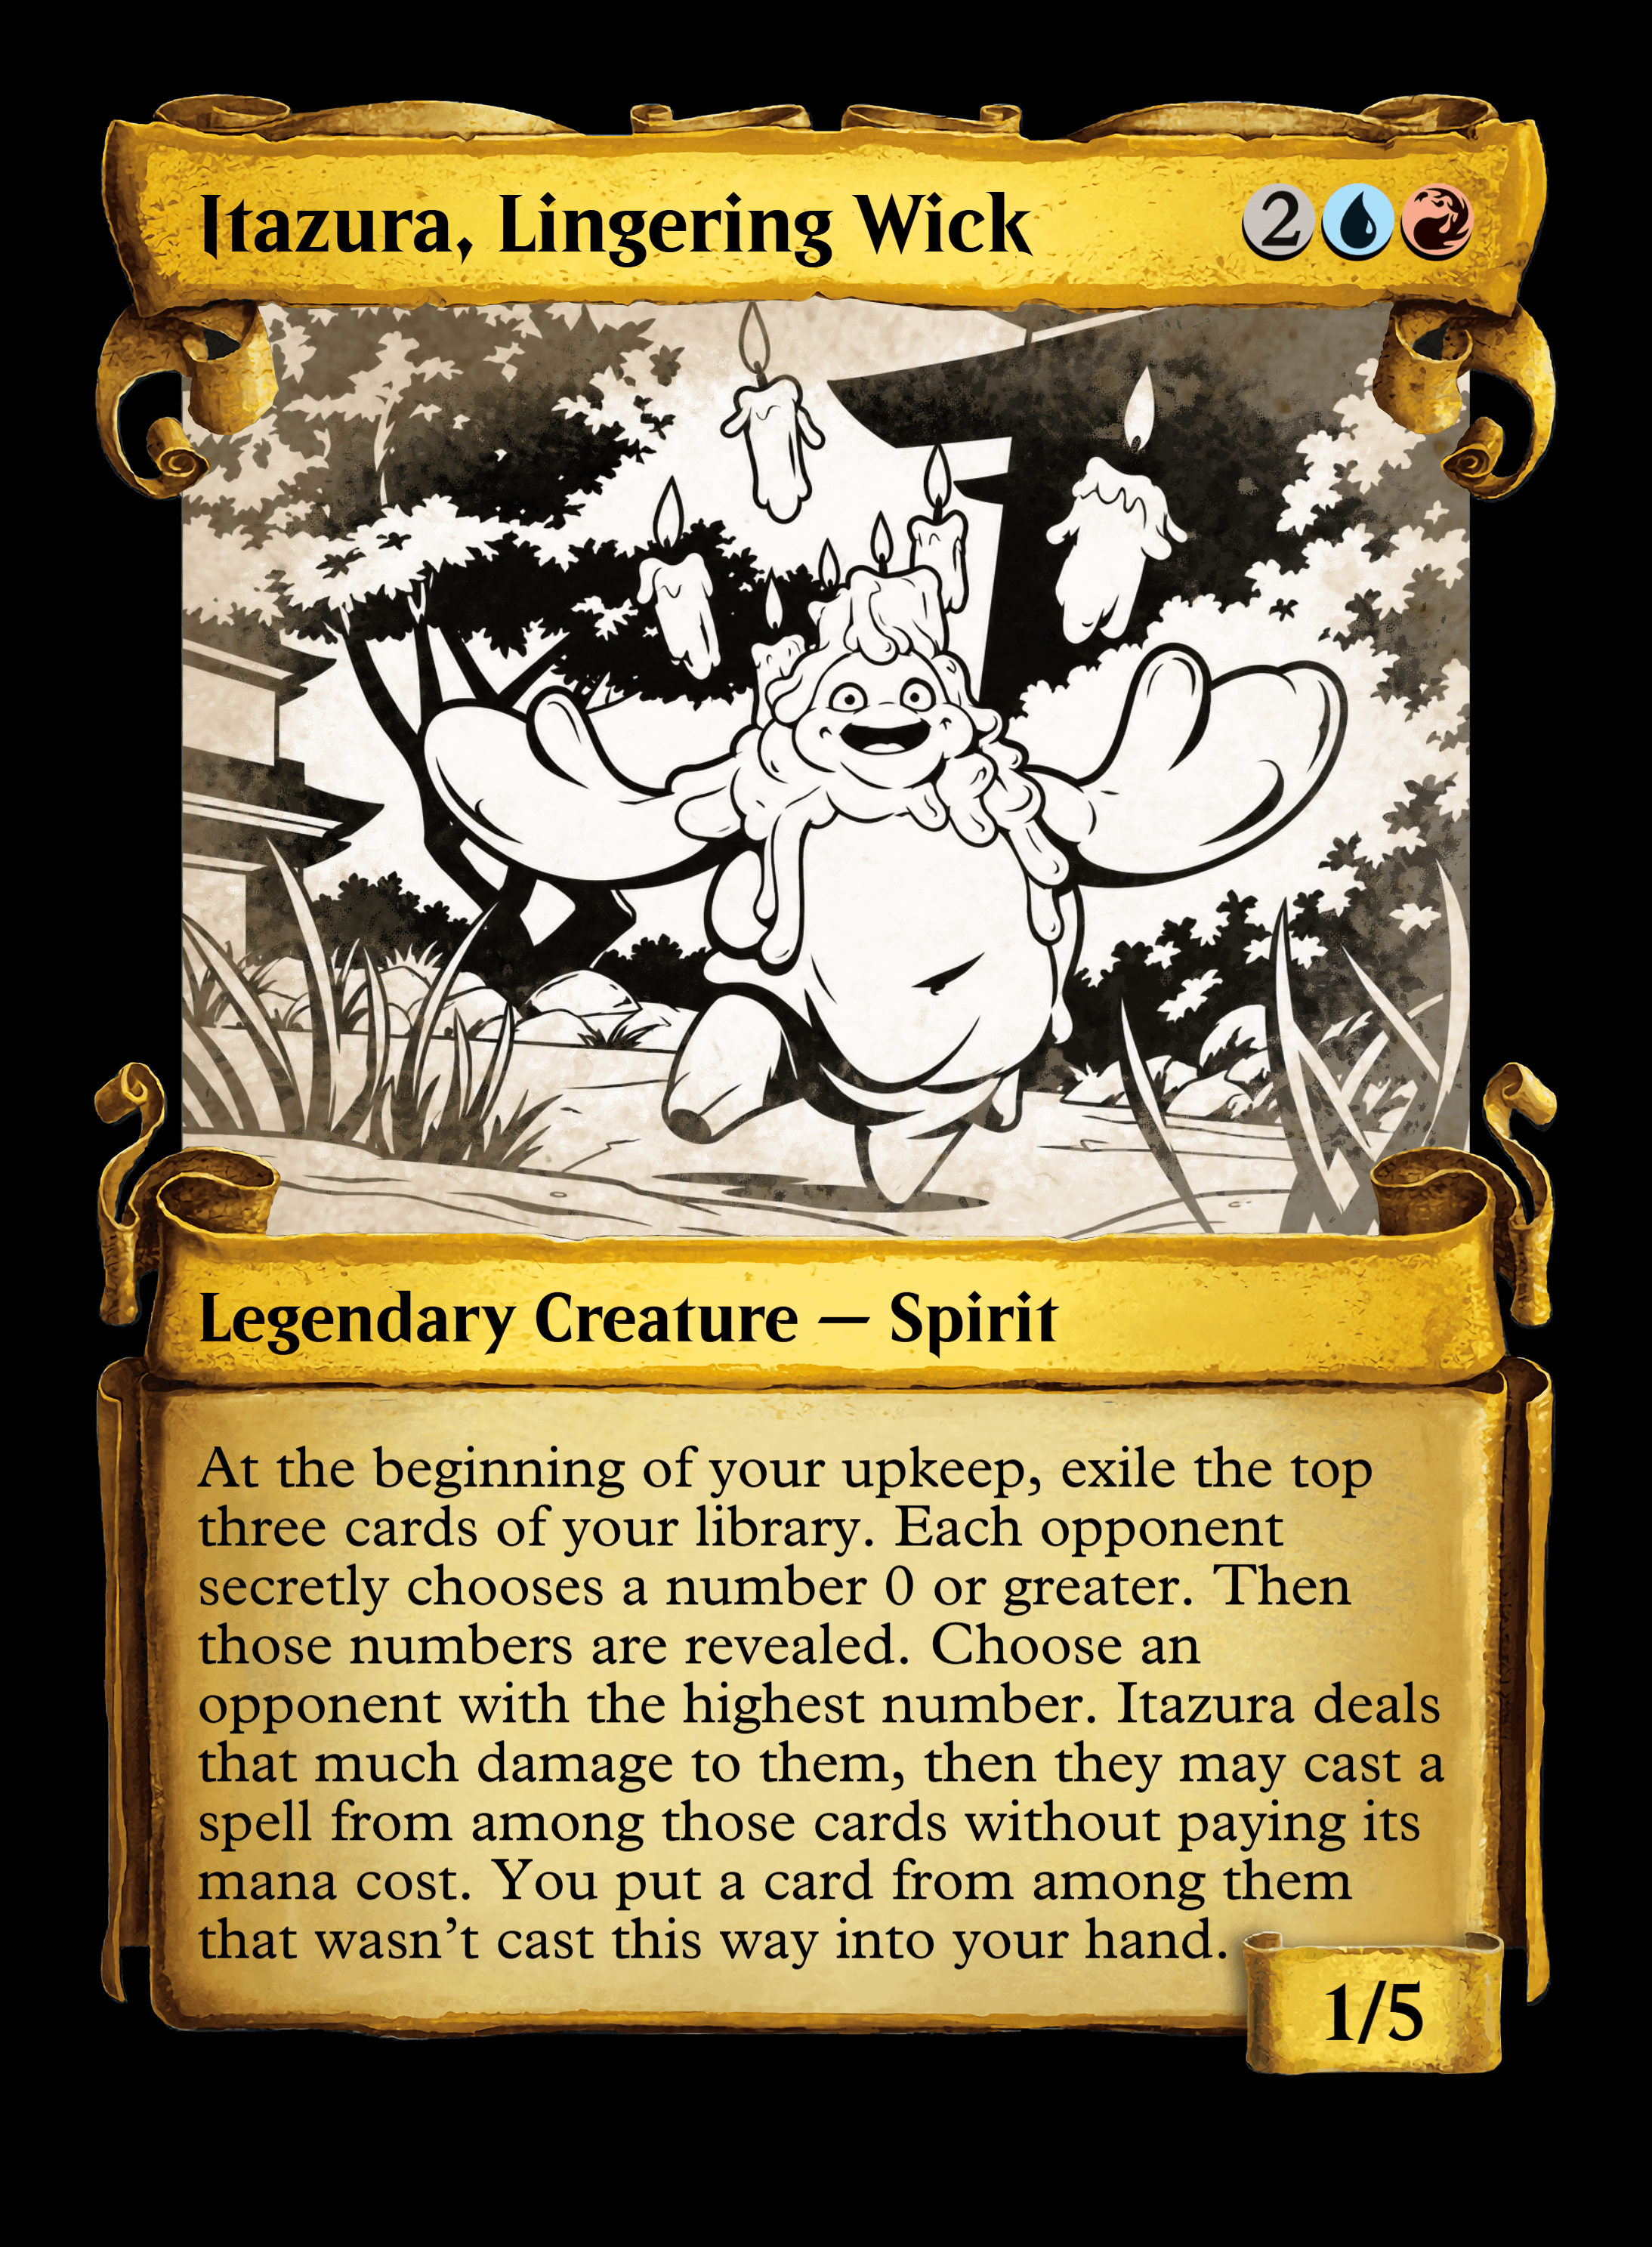 Itazura, Lingering Wick 2
Legendary Creature — Spirit
At the beginning of your upkeep, exile the top
three cards of your library. Each opponent
secretly chooses a number 0 or greater. Then
those numbers are revealed. Choose an
opponent with the highest number. Itazura deals
that much damage to them, then they may cast a
spell from among those cards without paying its
mana cost. You put a card from among them
that wasn’t cast this way into your hand.
1/5